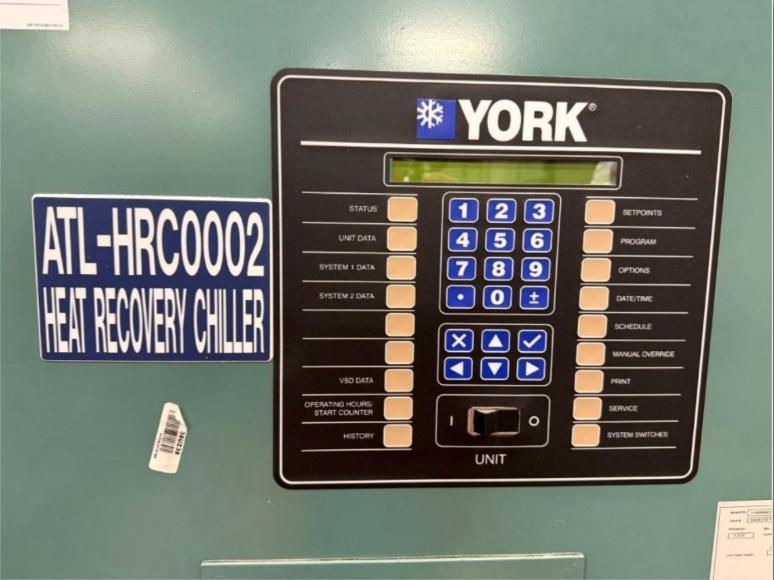 YORK®
ATL-HRC0002
HEAT RECOVERY CHILLER
STATUS
UNIT DATA
SYSTEM 1 DATA
SYSTEM 2 DATA
VSD DATA
OPERATING HOURS/
START COUNTER
HISTORY
1 2 3
4 5 6
7 8 9
• 0 ±
I O
UNIT
SETPOINTS
PROGRAM
OPTIONS
DATE/TIME
SCHEDULE
MANUAL OVERRIDE
PRINT
SERVICE
SYSTEM SWITCHES